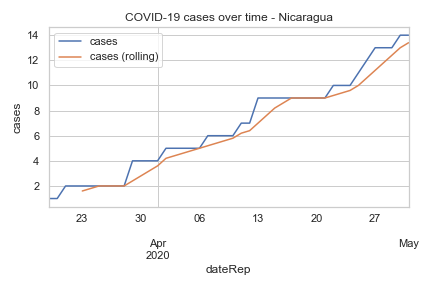 COVID-19 cases over time - Nicaragua
cases
cases (rolling)
14
12
10
8
6
4
2
cases
23
30
06
13
20
27
Apr
2020
May
dateRep